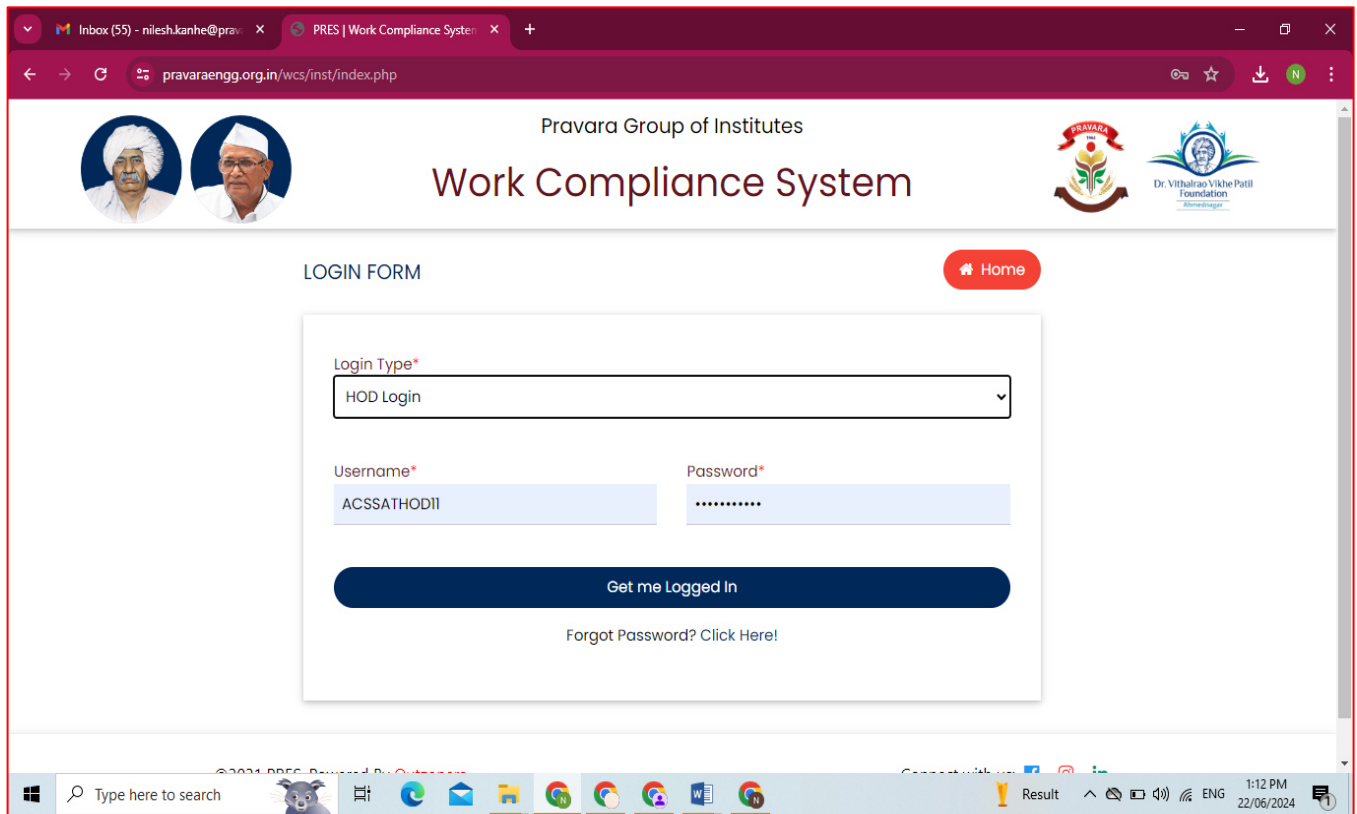 Inbox (55) - nilesh.kanhe@prav
PRES | Work Compliance System
pravaraengg.org.in/wcs/inst/index.php
N
Pravara Group of Institutes
Work Compliance System
PRAVARA
Dr. Vithalrao Vikhe Patil
Foundation
Ahmednagar
LOGIN FORM
Home
Login Type*
HOD Login
Username*
Password*
ACSSATHOD11
•••••••••••
Get me Logged In
Forgot Password? Click Here!
Type here to search
Result
ENG
1:12 PM
22/06/2024
1